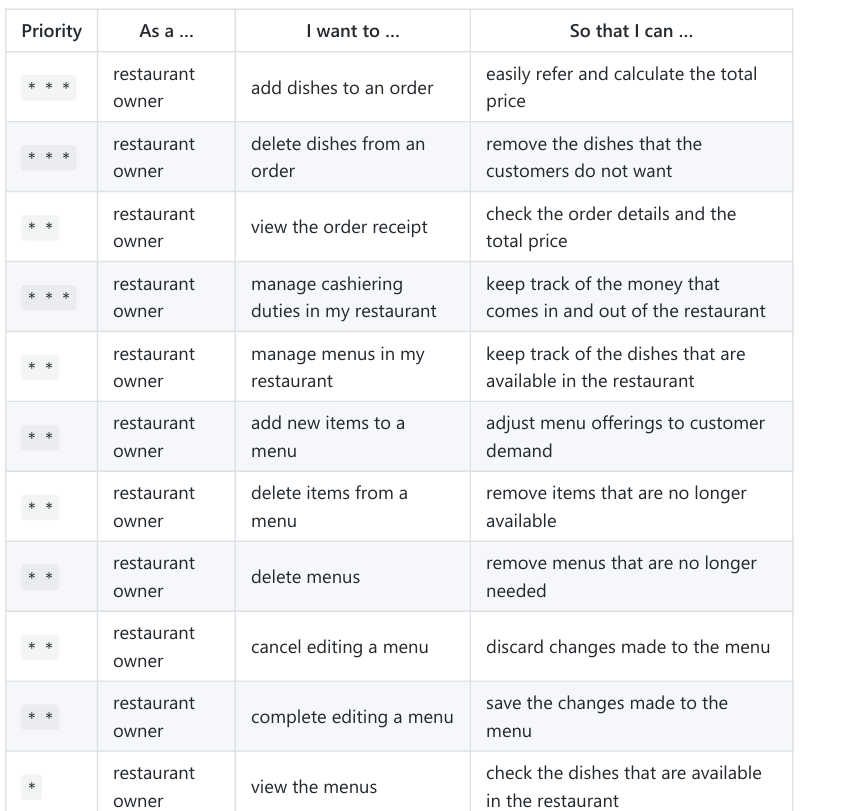 Priority As a ... I want to ... So that I can ...
* * * restaurant owner add dishes to an order easily refer and calculate the total price
* * * restaurant owner delete dishes from an order remove the dishes that the customers do not want
* * restaurant owner view the order receipt check the order details and the total price
* * * restaurant owner manage cashiering duties in my restaurant keep track of the money that comes in and out of the restaurant
* * restaurant owner manage menus in my restaurant keep track of the dishes that are available in the restaurant
* * restaurant owner add new items to a menu adjust menu offerings to customer demand
* * restaurant owner delete items from a menu remove items that are no longer available
* * restaurant owner delete menus remove menus that are no longer needed
* * restaurant owner cancel editing a menu discard changes made to the menu
* * restaurant owner complete editing a menu save the changes made to the menu
* restaurant owner view the menus check the dishes that are available in the restaurant